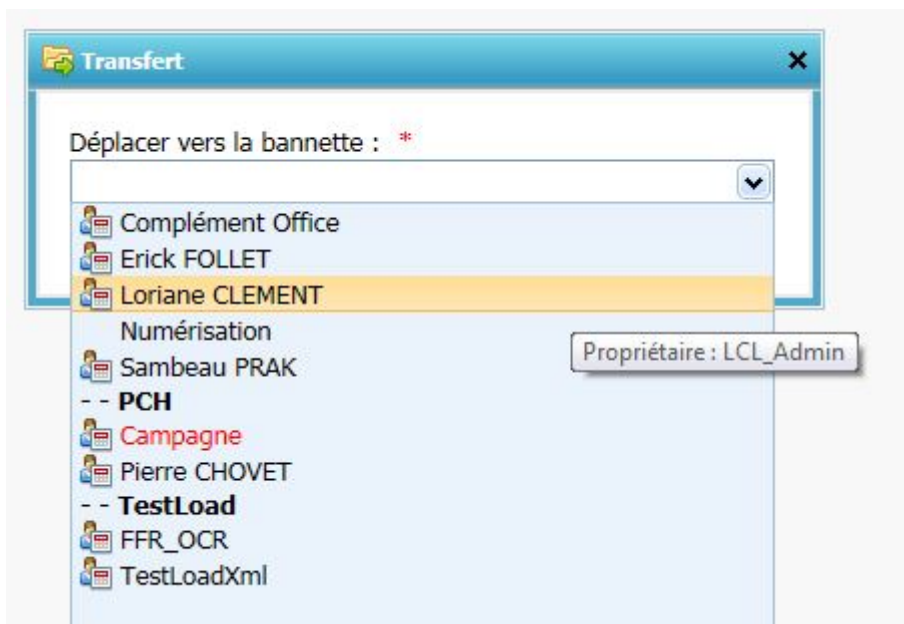 Transfert
Déplacer vers la bannette : *
Complément Office
Erick FOLLET
Loriane CLEMENT
Numérisation
Propriétaire : LCL_Admin
Sambeau PRAK
- - PCH
Campagne
Pierre CHOVET
- - TestLoad
FFR_OCR
TestLoadXml